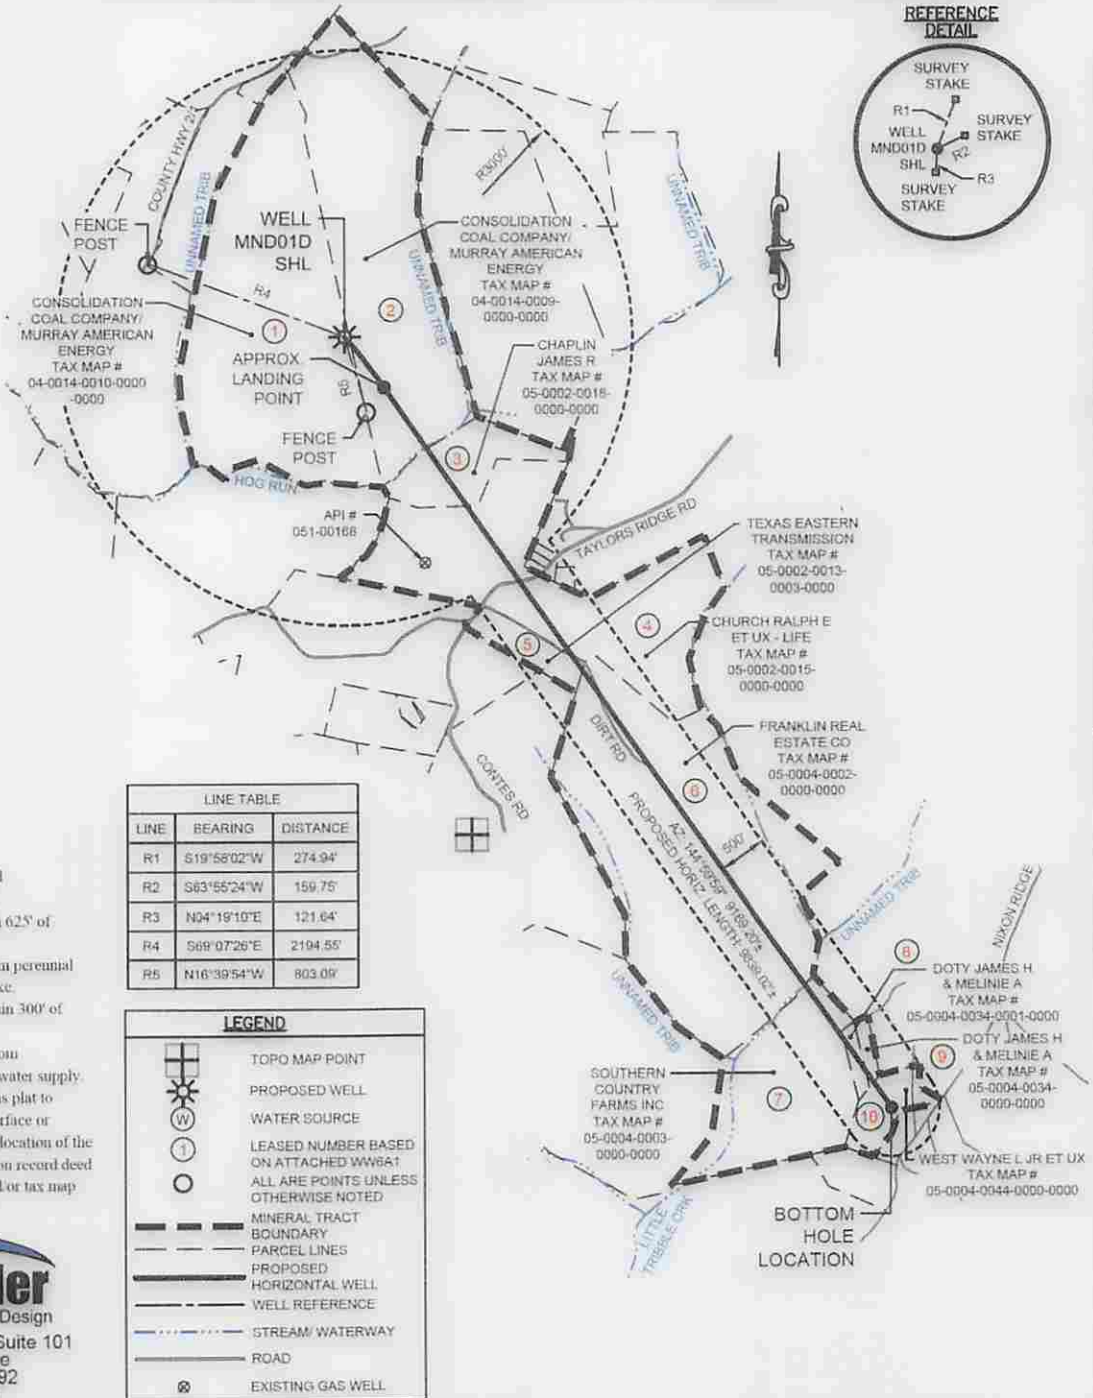 REFERENCE
DETAIL
SURVEY
STAKE
R1
SURVEY
STAKE
WELL
MND01D
SHL
R2
R3
SURVEY
STAKE
COUNTY HWY 2/
UNNAMED TRIB
FENCE
POST
WELL
MND01D
SHL
R3000'
CONSOLIDATION
COAL COMPANY/
MURRAY AMERICAN
ENERGY
TAX MAP #
04-0014-0009-
0000-0000
UNNAMED TRIB
UNNAMED TRIB
R4
CONSOLIDATION
COAL COMPANY/
MURRAY AMERICAN
ENERGY
TAX MAP #
04-0014-0010-0000
-0000
1
2
APPROX.
LANDING
POINT
R5
CHAPLIN
JAMES R
TAX MAP #
05-0002-0018-
0000-0000
FENCE
POST
3
HOG RUN
API #
051-00168
TAYLORS RIDGE RD
TEXAS EASTERN
TRANSMISSION
TAX MAP #
05-0002-0013-
0003-0000
4
5
CHURCH RALPH E
ET UX - LIFE
TAX MAP #
05-0002-0015-
0000-0000
DIRT RD
CONTES RD
FRANKLIN REAL
ESTATE CO
TAX MAP #
05-0004-0002-
0000-0000
6
500'
AZ: 144°59'59" 9169.20'±
PROPOSED HORIZ. LENGTH: 9839.02'±
UNNAMED TRIB
UNNAMED TRIB
NIXON RIDGE
8
DOTY JAMES H.
& MELINIE A
TAX MAP #
05-0004-0034-0001-0000
DOTY JAMES H
& MELINIE A
TAX MAP #
05-0004-0034-
0000-0000
9
SOUTHERN
COUNTRY
FARMS INC
TAX MAP #
05-0004-0003-
0000-0000
7
10
WEST WAYNE L JR ET UX
TAX MAP #
05-0004-0044-0000-0000
BOTTOM
HOLE
LOCATION
LITTLE
TRIBBLE CRK
LINE TABLE
LINE BEARING DISTANCE
R1 S19°58'02"W 274.94'
R2 S63°55'24"W 159.75'
R3 N04°19'10"E 121.64'
R4 S69°07'26"E 2194.55'
R5 N16°39'54"W 803.09'
625' of
perennial
300' of
water supply.
plat to
or
location of the
on record deed
or tax map
Design
Suite 101
92
LEGEND
TOPO MAP POINT
PROPOSED WELL
W WATER SOURCE
1 LEASED NUMBER BASED
ON ATTACHED WW6A1
ALL ARE POINTS UNLESS
OTHERWISE NOTED
MINERAL TRACT
BOUNDARY
PARCEL LINES
PROPOSED
HORIZONTAL WELL
WELL REFERENCE
STREAM/ WATERWAY
ROAD
EXISTING GAS WELL